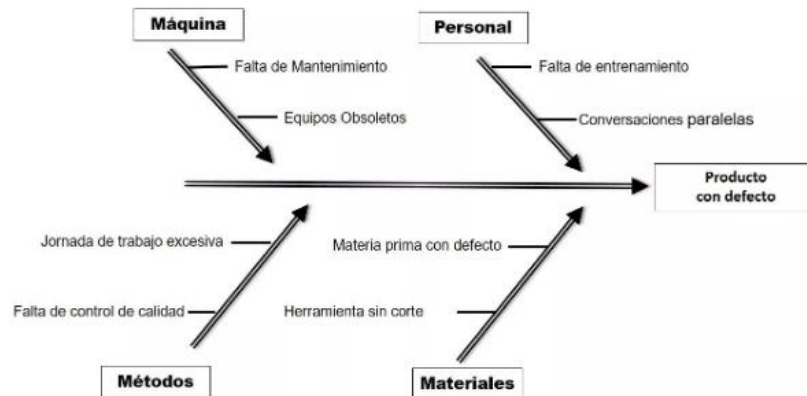 Máquina
Personal
Falta de Mantenimiento
Falta de entrenamiento
Equipos Obsoletos
Conversaciones paralelas
Producto
con defecto
Jornada de trabajo excesiva
Materia prima con defecto
Falta de control de calidad
Herramienta sin corte
Métodos
Materiales